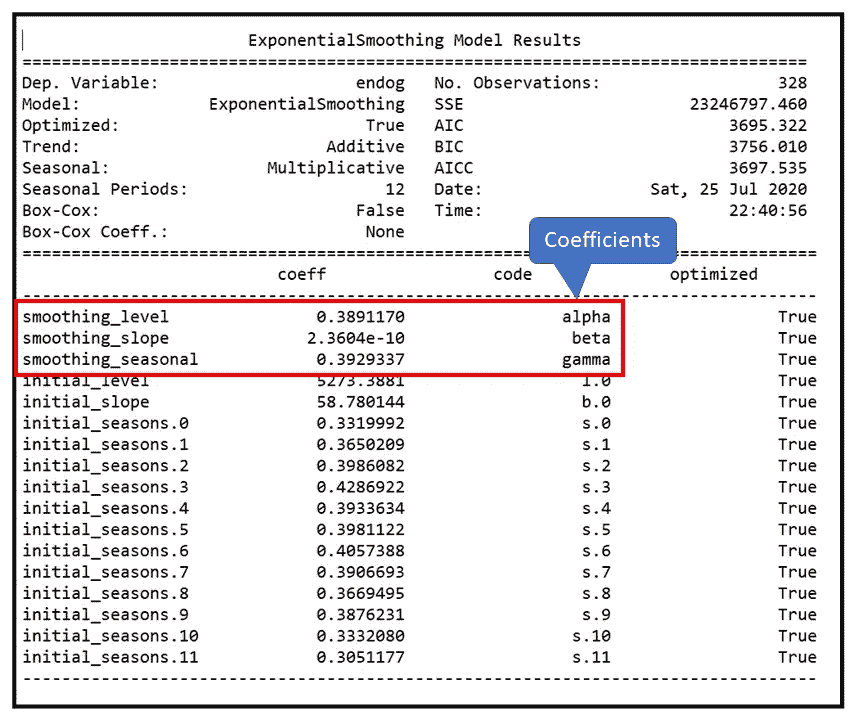 ExponentialSmoothing Model Results
================================================================================
Dep. Variable: endog No. Observations: 328
Model: ExponentialSmoothing SSE 23246797.460
Optimized: True AIC 3695.322
Trend: Additive BIC 3756.010
Seasonal: Multiplicative AICC 3697.535
Seasonal Periods: 12 Date: Sat, 25 Jul 2020
Box-Cox: False Time: 22:40:56
Box-Cox Coeff.: None
Coefficients
================================================================================
coeff code optimized
--------------------------------------------------------------------------------
smoothing_level 0.3891170 alpha True
smoothing_slope 2.3604e-10 beta True
smoothing_seasonal 0.3929337 gamma True
initial_level 5273.3881 l.0 True
initial_slope 58.780144 b.0 True
initial_seasons.0 0.3319992 s.0 True
initial_seasons.1 0.3650209 s.1 True
initial_seasons.2 0.3986082 s.2 True
initial_seasons.3 0.4286922 s.3 True
initial_seasons.4 0.3933634 s.4 True
initial_seasons.5 0.3981122 s.5 True
initial_seasons.6 0.4057388 s.6 True
initial_seasons.7 0.3906693 s.7 True
initial_seasons.8 0.3669495 s.8 True
initial_seasons.9 0.3876231 s.9 True
initial_seasons.10 0.3332080 s.10 True
initial_seasons.11 0.3051177 s.11 True
--------------------------------------------------------------------------------